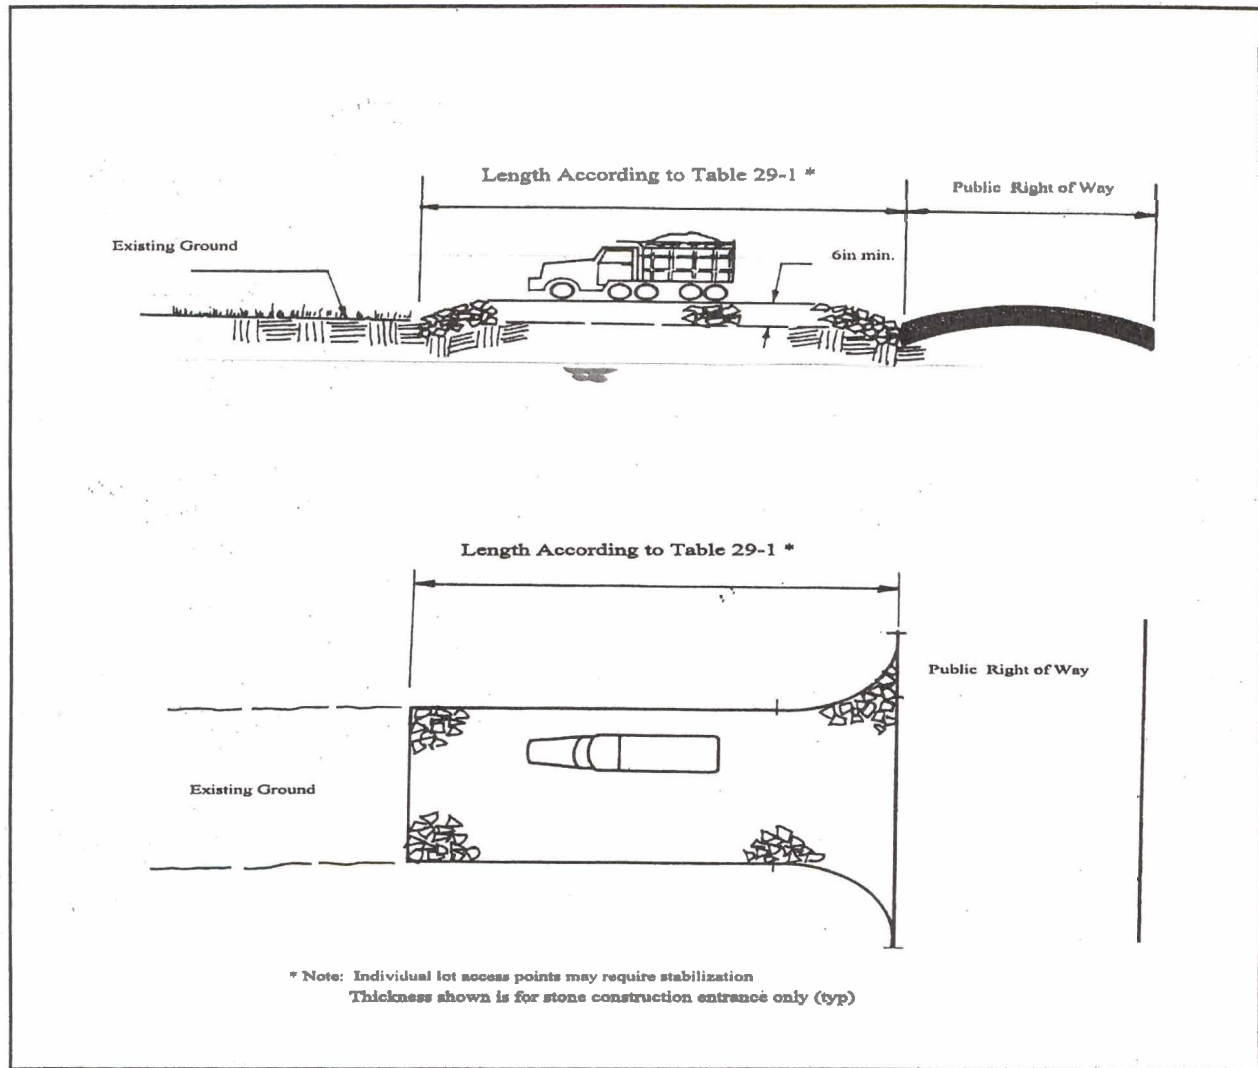 Length According to Table 29-1 *
Public Right of Way
Existing Ground
6in min.
Length According to Table 29-1 *
Public Right of Way
Existing Ground
* Note: Individual lot access points may require stabilization
Thickness shown is for stone construction entrance only (typ)